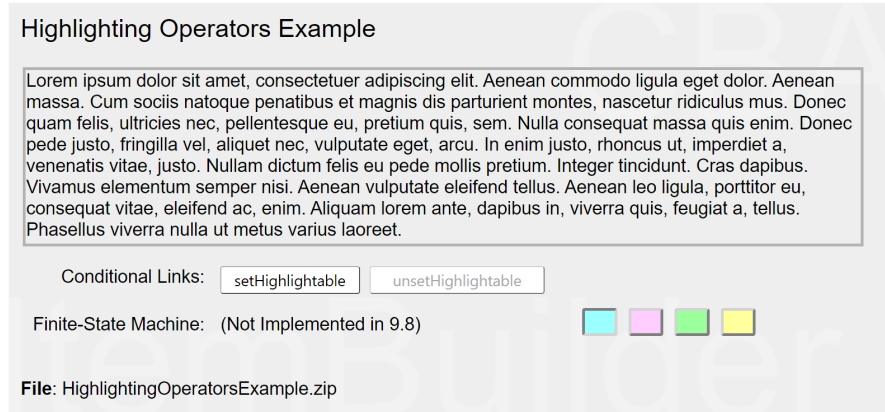 Highlighting Operators Example
Lorem ipsum dolor sit amet, consectetuer adipiscing elit. Aenean commodo ligula eget dolor. Aenean
massa. Cum sociis natoque penatibus et magnis dis parturient montes, nascetur ridiculus mus. Donec
quam felis, ultricies nec, pellentesque eu, pretium quis, sem. Nulla consequat massa quis enim. Donec
pede justo, fringilla vel, aliquet nec, vulputate eget, arcu. In enim justo, rhoncus ut, imperdiet a,
venenatis vitae, justo. Nullam dictum felis eu pede mollis pretium. Integer tincidunt. Cras dapibus.
Vivamus elementum semper nisi. Aenean vulputate eleifend tellus. Aenean leo ligula, porttitor eu,
consequat vitae, eleifend ac, enim. Aliquam lorem ante, dapibus in, viverra quis, feugiat a, tellus.
Phasellus viverra nulla ut metus varius laoreet.
Conditional Links: setHighlightable unsetHighlightable
Finite-State Machine: (Not Implemented in 9.8)
File: HighlightingOperatorsExample.zip
CBA
ItemBuilder